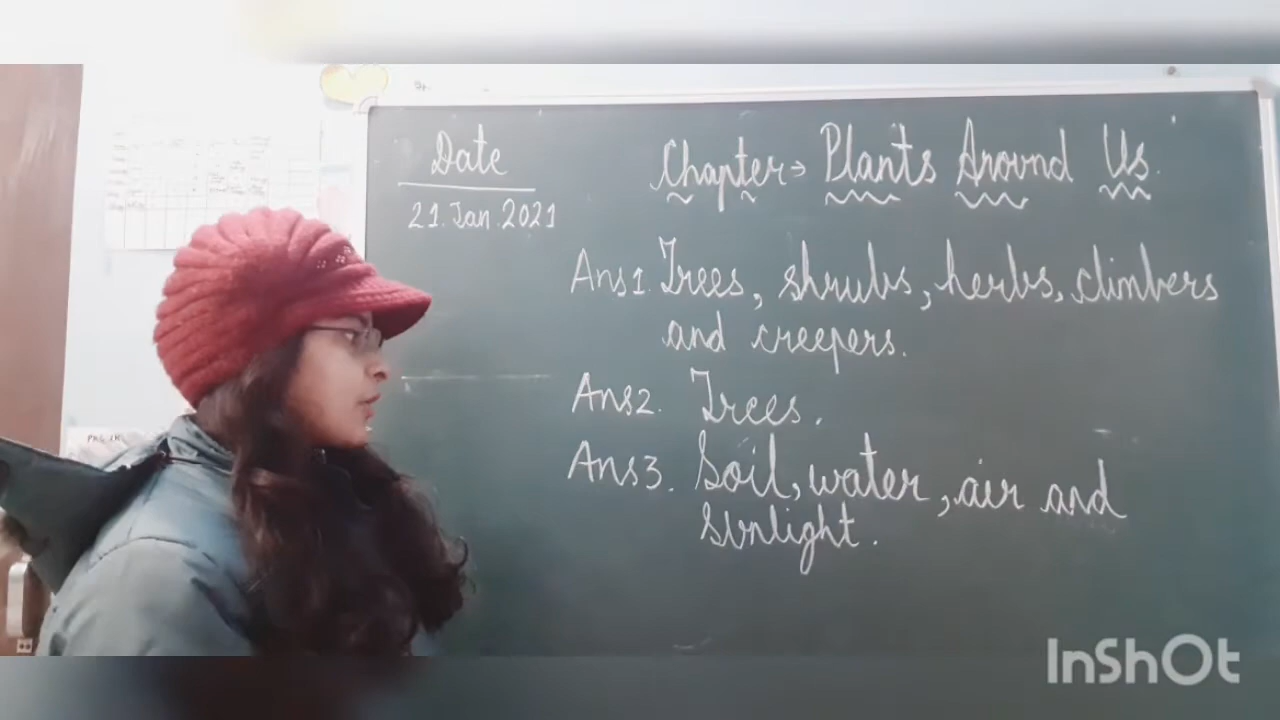 Date
21.Jan.2021
Chapter→ Plants Around Us.
Ans1. Trees, shrubs, herbs, climbers
and creepers.
Ans2. Trees.
Ans3. Soil, water, air and
sunlight.
InShOt